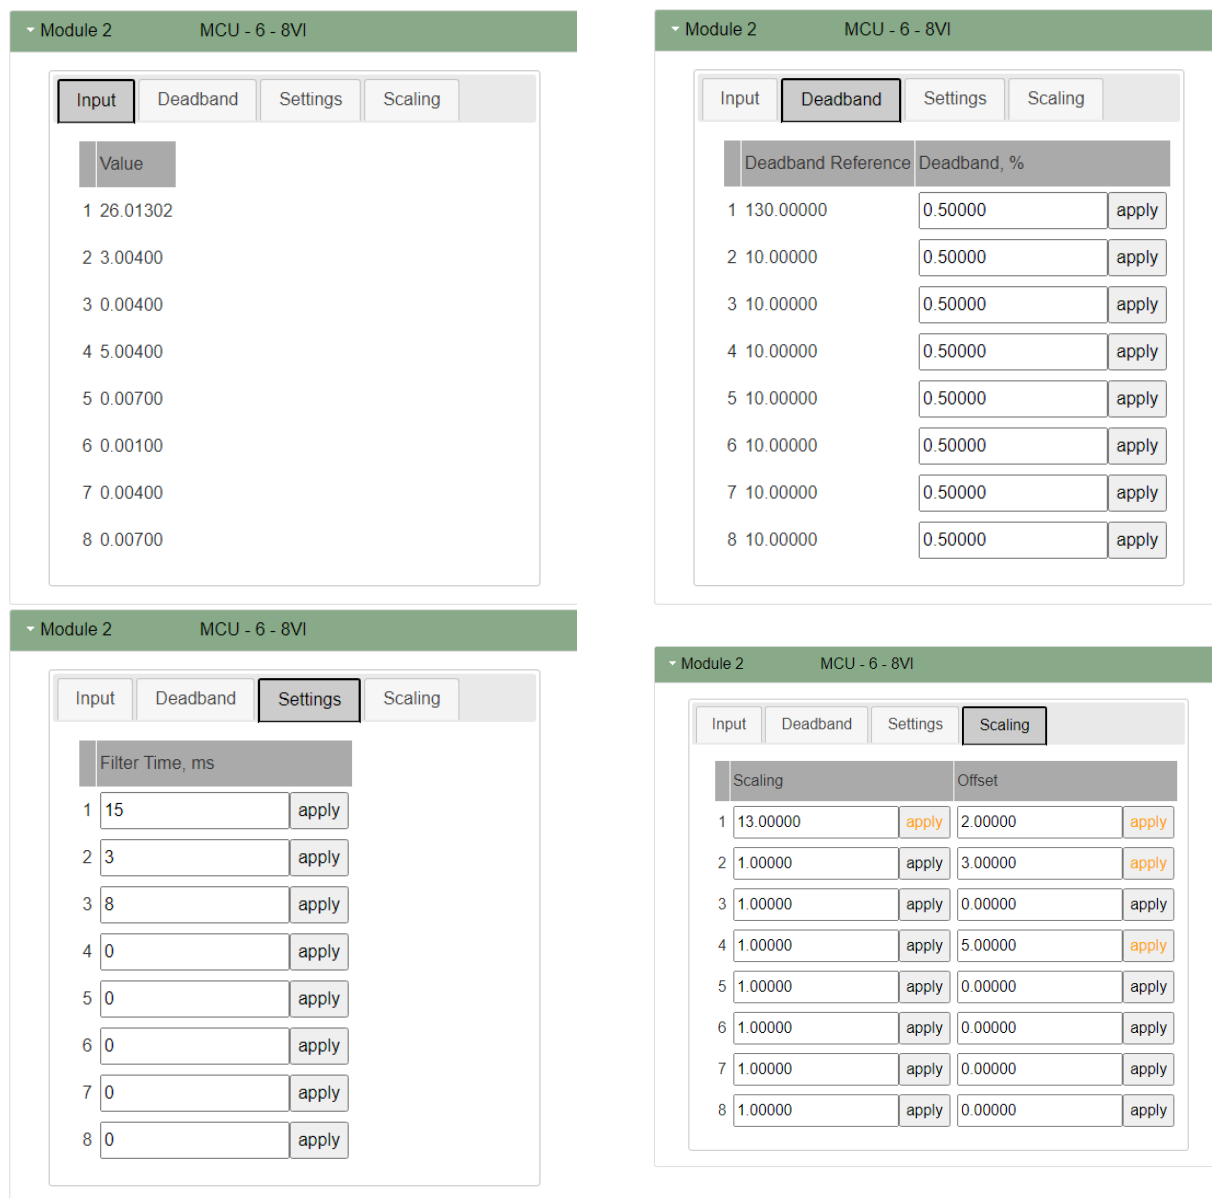 Module 2 MCU - 6 - 8VI
Input Deadband Settings Scaling
Value
1 26.01302
2 3.00400
3 0.00400
4 5.00400
5 0.00700
6 0.00100
7 0.00400
8 0.00700
Module 2 MCU - 6 - 8VI
Input Deadband Settings Scaling
Deadband Reference Deadband, %
1 130.00000 0.50000 apply
2 10.00000 0.50000 apply
3 10.00000 0.50000 apply
4 10.00000 0.50000 apply
5 10.00000 0.50000 apply
6 10.00000 0.50000 apply
7 10.00000 0.50000 apply
8 10.00000 0.50000 apply
Module 2 MCU - 6 - 8VI
Input Deadband Settings Scaling
Filter Time, ms
1 15 apply
2 3 apply
3 8 apply
4 0 apply
5 0 apply
6 0 apply
7 0 apply
8 0 apply
Module 2 MCU - 6 - 8VI
Input Deadband Settings Scaling
Scaling Offset
1 13.00000 apply 2.00000 apply
2 1.00000 apply 3.00000 apply
3 1.00000 apply 0.00000 apply
4 1.00000 apply 5.00000 apply
5 1.00000 apply 0.00000 apply
6 1.00000 apply 0.00000 apply
7 1.00000 apply 0.00000 apply
8 1.00000 apply 0.00000 apply